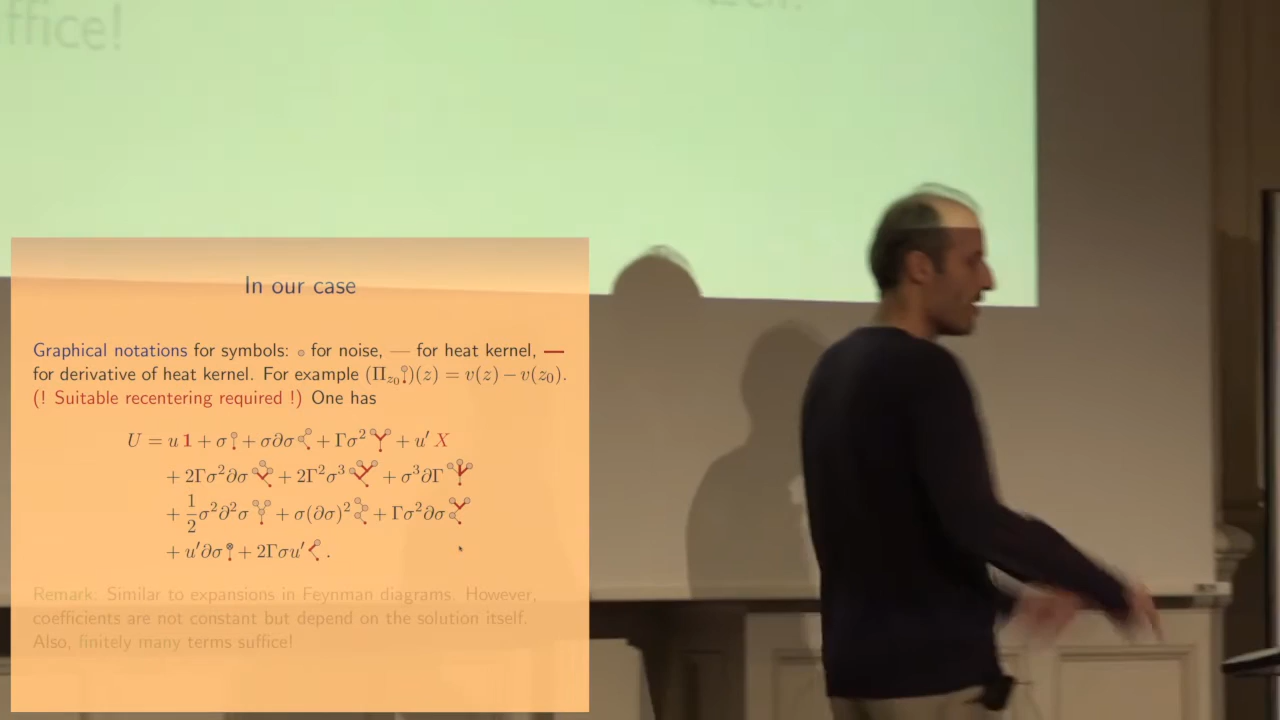 ffice!
In our case
Graphical notations for symbols: ∘ for noise, — for heat kernel, —
for derivative of heat kernel. For example (Π_{z_0})(z) = v(z) − v(z_0).
(! Suitable recentering required !) One has
U = u 1 + σ + σ∂σ + Γσ² + u′ X
+ 2Γσ²∂σ + 2Γ²σ³ + σ³∂Γ
+ 1/2 σ²∂²σ + σ(∂σ)² + Γσ²∂σ
+ u′∂σ + 2Γσu′ .
Remark: Similar to expansions in Feynman diagrams. However,
coefficients are not constant but depend on the solution itself.
Also, finitely many terms suffice!